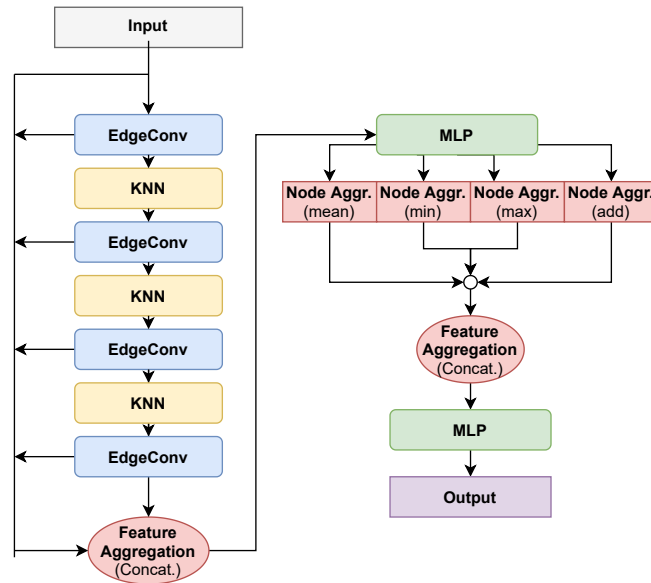 Input
EdgeConv
KNN
EdgeConv
KNN
EdgeConv
KNN
EdgeConv
Feature
Aggregation
(Concat.)
MLP
Node Aggr.
(mean)
Node Aggr.
(min)
Node Aggr.
(max)
Node Aggr.
(add)
Feature
Aggregation
(Concat.)
MLP
Output